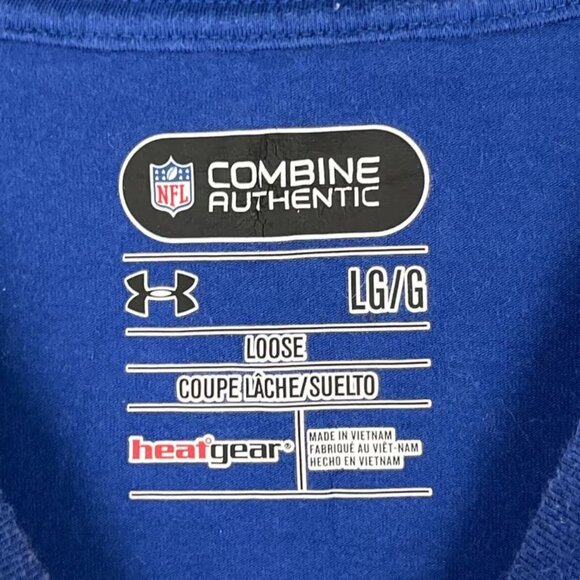 NFL
COMBINE
AUTHENTIC
LG/G
LOOSE
COUPE LÂCHE/SUELTO
heatgear®
MADE IN VIETNAM
FABRIQUÉ AU VIÊT-NAM
HECHO EN VIETNAM